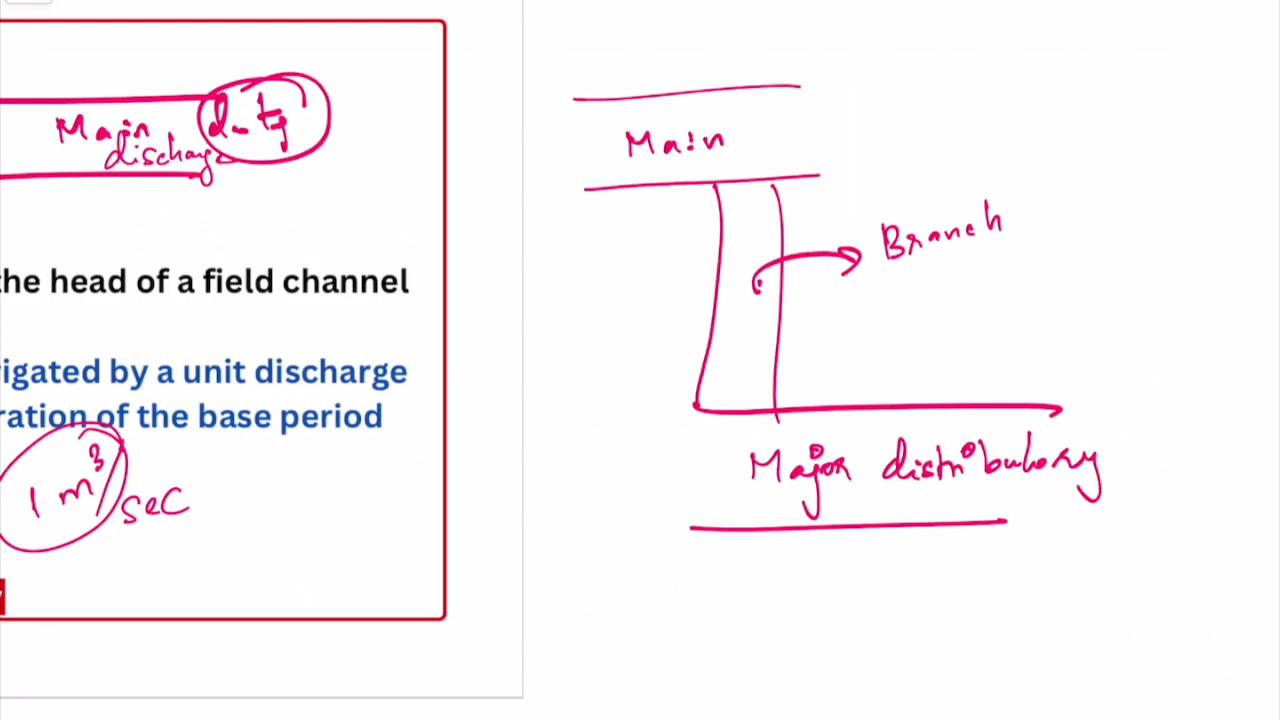 Main
discharge
duty
the head of a field channel
rigated by a unit discharge
ration of the base period
1 m³/sec
Main
Branch
Major distributory